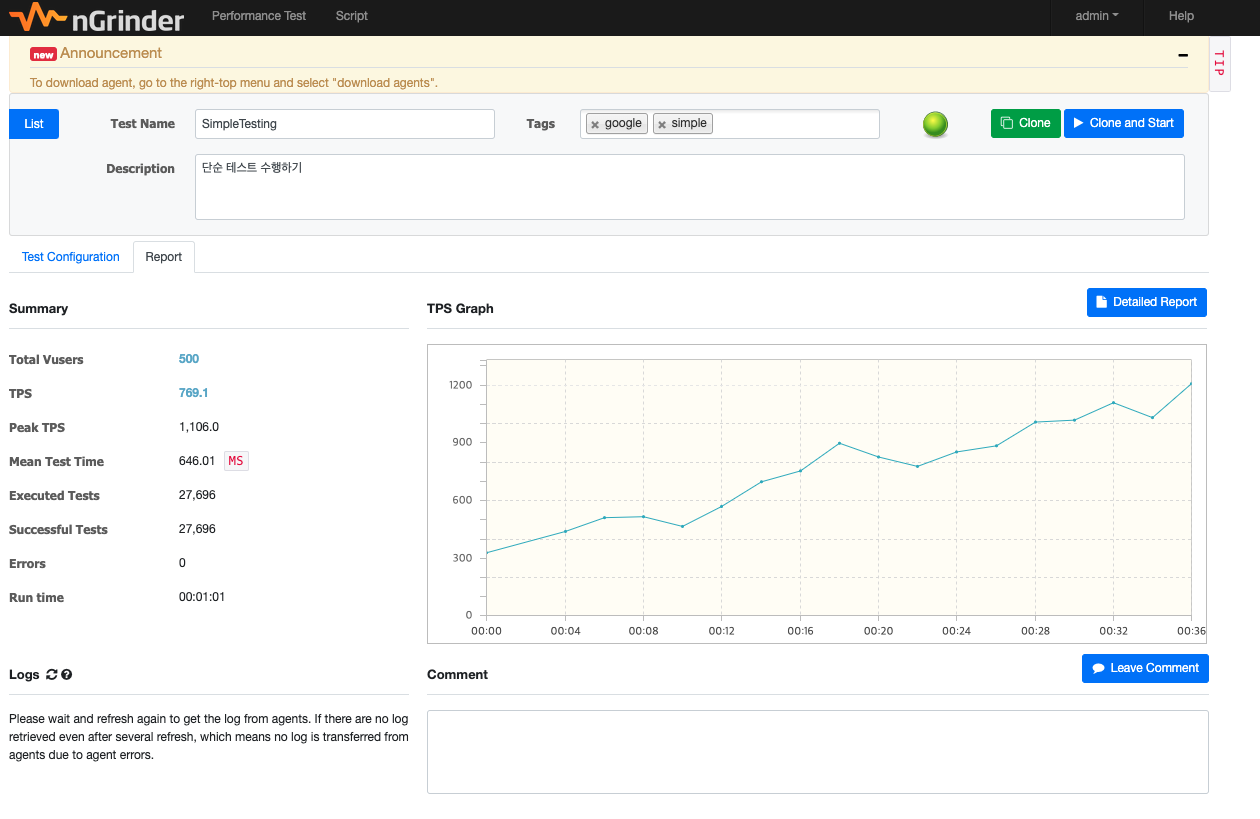 nGrinder Performance Test Script admin Help
new Announcement
TIP
To download agent, go to the right-top menu and select "download agents".
List Test Name SimpleTesting Tags × google × simple Clone Clone and Start
Description 단순 테스트 수행하기
Test Configuration Report
Summary
TPS Graph Detailed Report
Total Vusers 500
TPS 769.1
Peak TPS 1,106.0
Mean Test Time 646.01 MS
Executed Tests 27,696
Successful Tests 27,696
Errors 0
Run time 00:01:01
1200
900
600
300
0
00:00 00:04 00:08 00:12 00:16 00:20 00:24 00:28 00:32 00:36
Logs
Comment Leave Comment
Please wait and refresh again to get the log from agents. If there are no log
retrieved even after several refresh, which means no log is transferred from
agents due to agent errors.